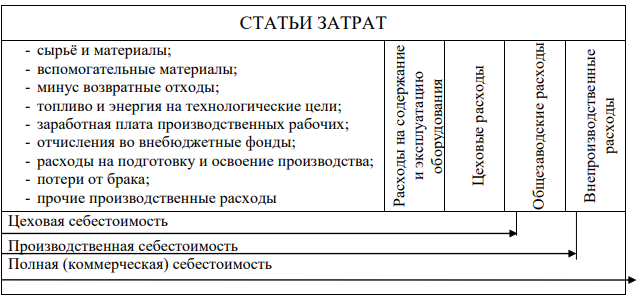 СТАТЬИ ЗАТРАТ
- сырьё и материалы;
- вспомогательные материалы;
- минус возвратные отходы;
- топливо и энергия на технологические цели;
- заработная плата производственных рабочих;
- отчисления во внебюджетные фонды;
- расходы на подготовку и освоение производства;
- потери от брака;
- прочие производственные расходы
Расходы на содержание
и эксплуатацию
оборудования
Цеховые расходы
Общезаводские расходы
Внепроизводственные
расходы
Цеховая себестоимость
Производственная себестоимость
Полная (коммерческая) себестоимость